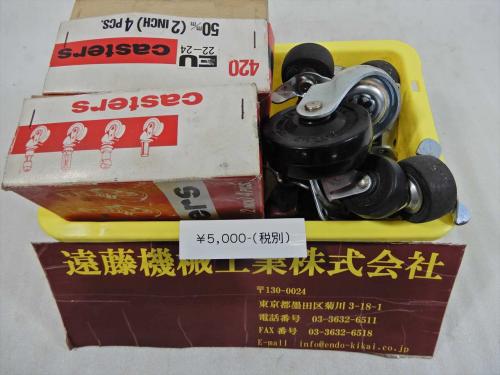 420
EU
22-24
50m/m (2 INCH) 4 PCS.
casters
casters
¥5,000-(税別)
遠藤機械工業株式会社
〒130-0024
東京都墨田区菊川 3-18-1
電話番号 03-3632-6511
FAX番号 03-3632-6518
E-mail info@endo-kikai.co.jp